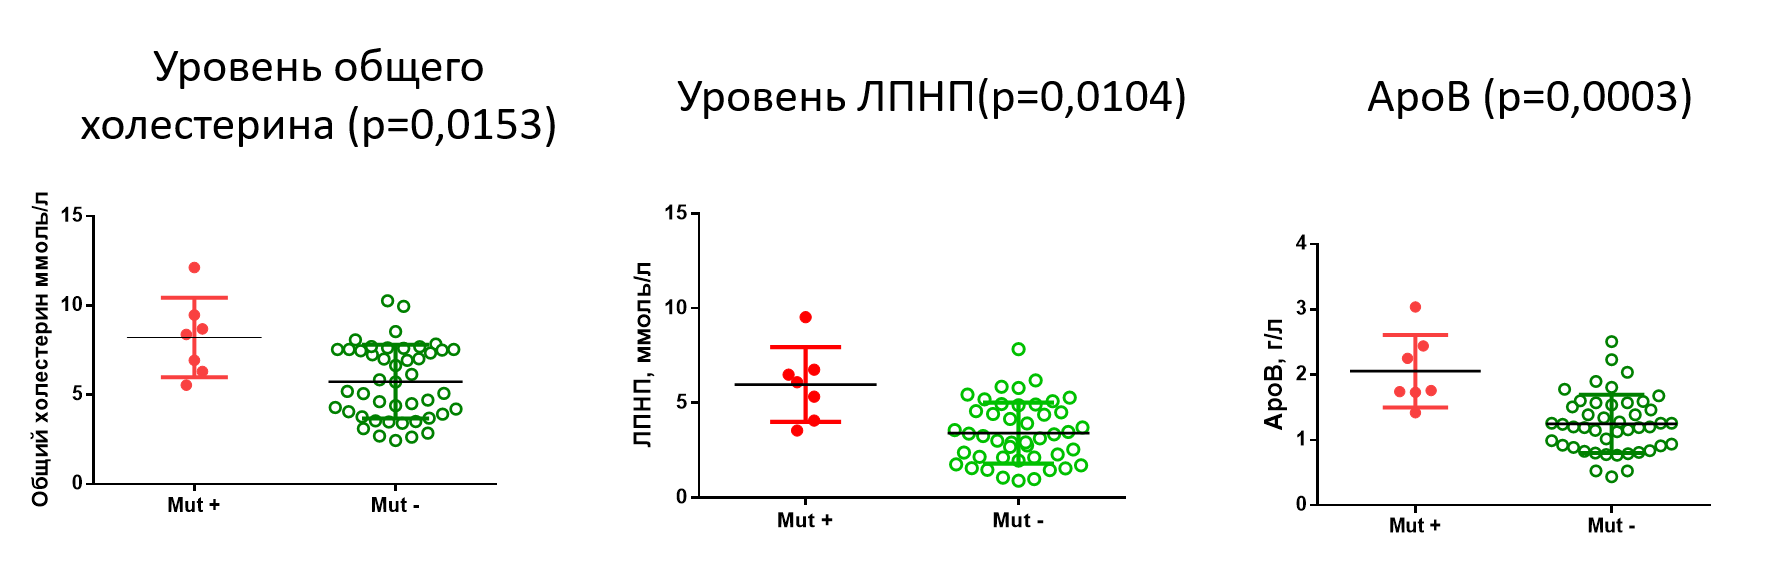 Уровень общего
холестерина (p=0,0153)
Уровень ЛПНП(p=0,0104)
ApoB (p=0,0003)
Общий холестерин ммоль/л
15
10
5
0
Mut +
Mut -
ЛПНП, ммоль/л
15
10
5
0
Mut +
Mut -
ApoB, г/л
4
3
2
1
0
Mut +
Mut -